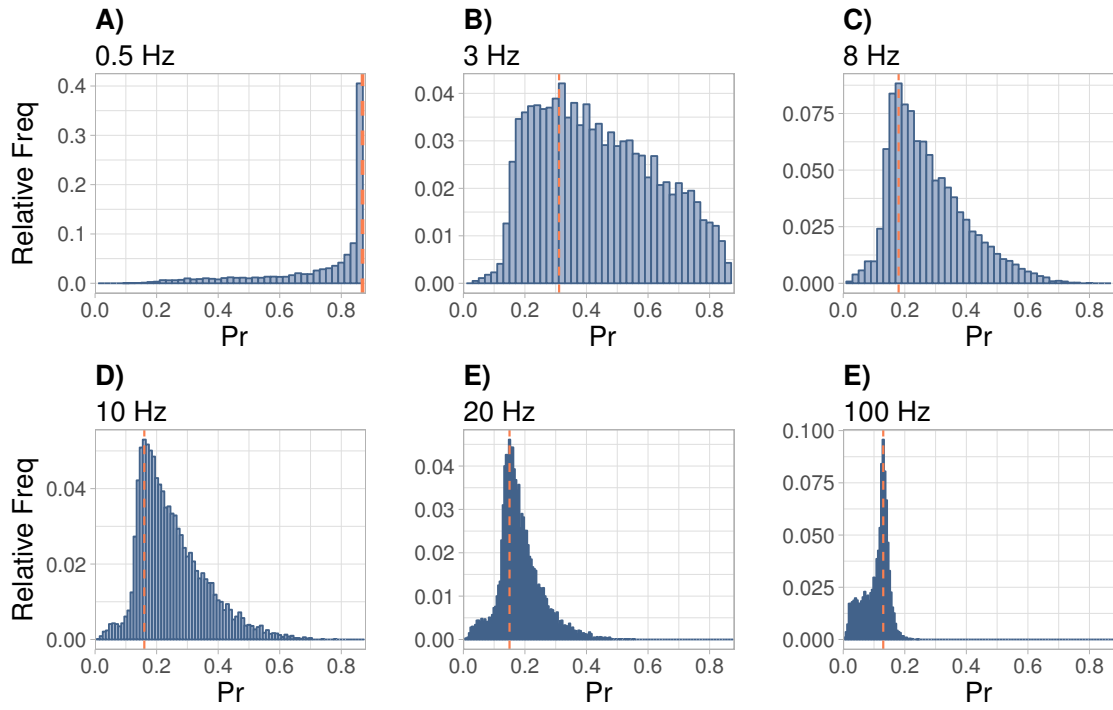 A)
0.5 Hz
Relative Freq
0.4
0.3
0.2
0.1
0.0
0.0 0.2 0.4 0.6 0.8
Pr
B)
3 Hz
0.04
0.03
0.02
0.01
0.00
0.0 0.2 0.4 0.6 0.8
Pr
C)
8 Hz
0.075
0.050
0.025
0.000
0.0 0.2 0.4 0.6 0.8
Pr
D)
10 Hz
Relative Freq
0.04
0.02
0.00
0.0 0.2 0.4 0.6 0.8
Pr
E)
20 Hz
0.04
0.03
0.02
0.01
0.00
0.0 0.2 0.4 0.6 0.8
Pr
E)
100 Hz
0.100
0.075
0.050
0.025
0.000
0.0 0.2 0.4 0.6 0.8
Pr